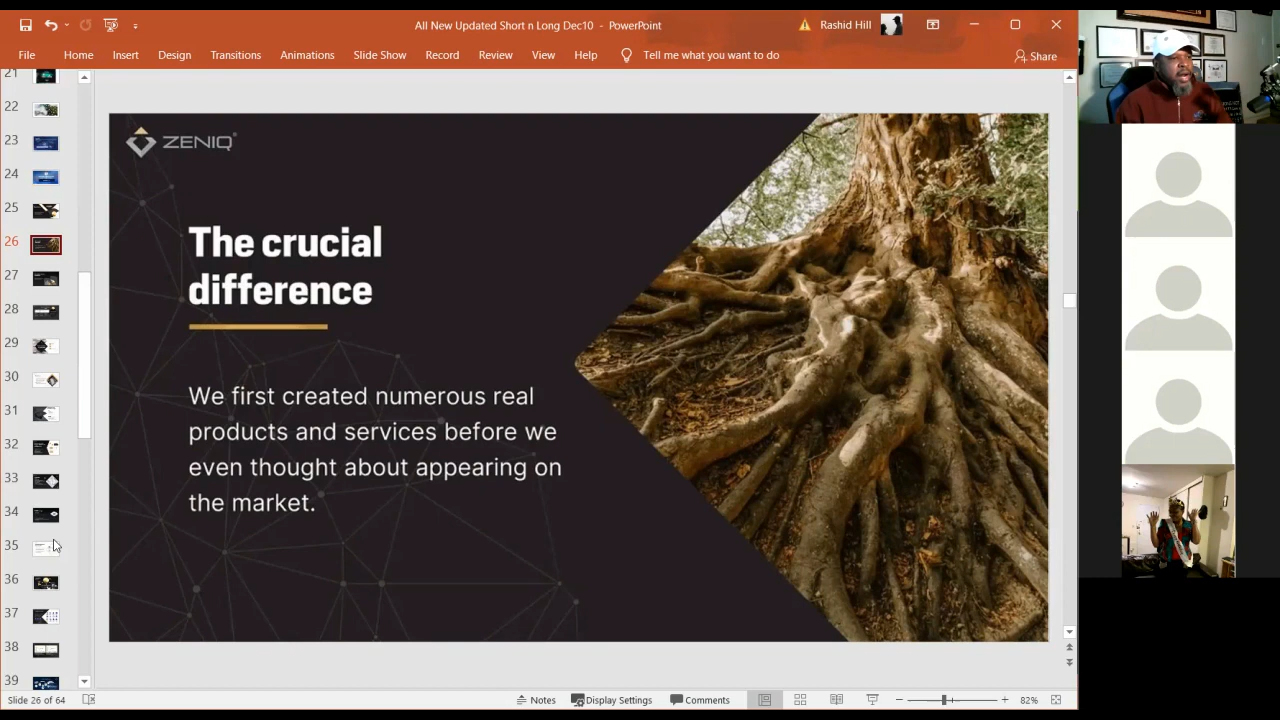 All New Updated Short n Long Dec10 - PowerPoint
Rashid Hill
File Home Insert Design Transitions Animations Slide Show Record Review View Help Tell me what you want to do Share
21
22
23
24
25
26
27
28
29
30
31
32
33
34
35
36
37
38
39
ZENIQ®
The crucial
difference
We first created numerous real
products and services before we
even thought about appearing on
the market.
Slide 26 of 64 Notes Display Settings Comments 82%